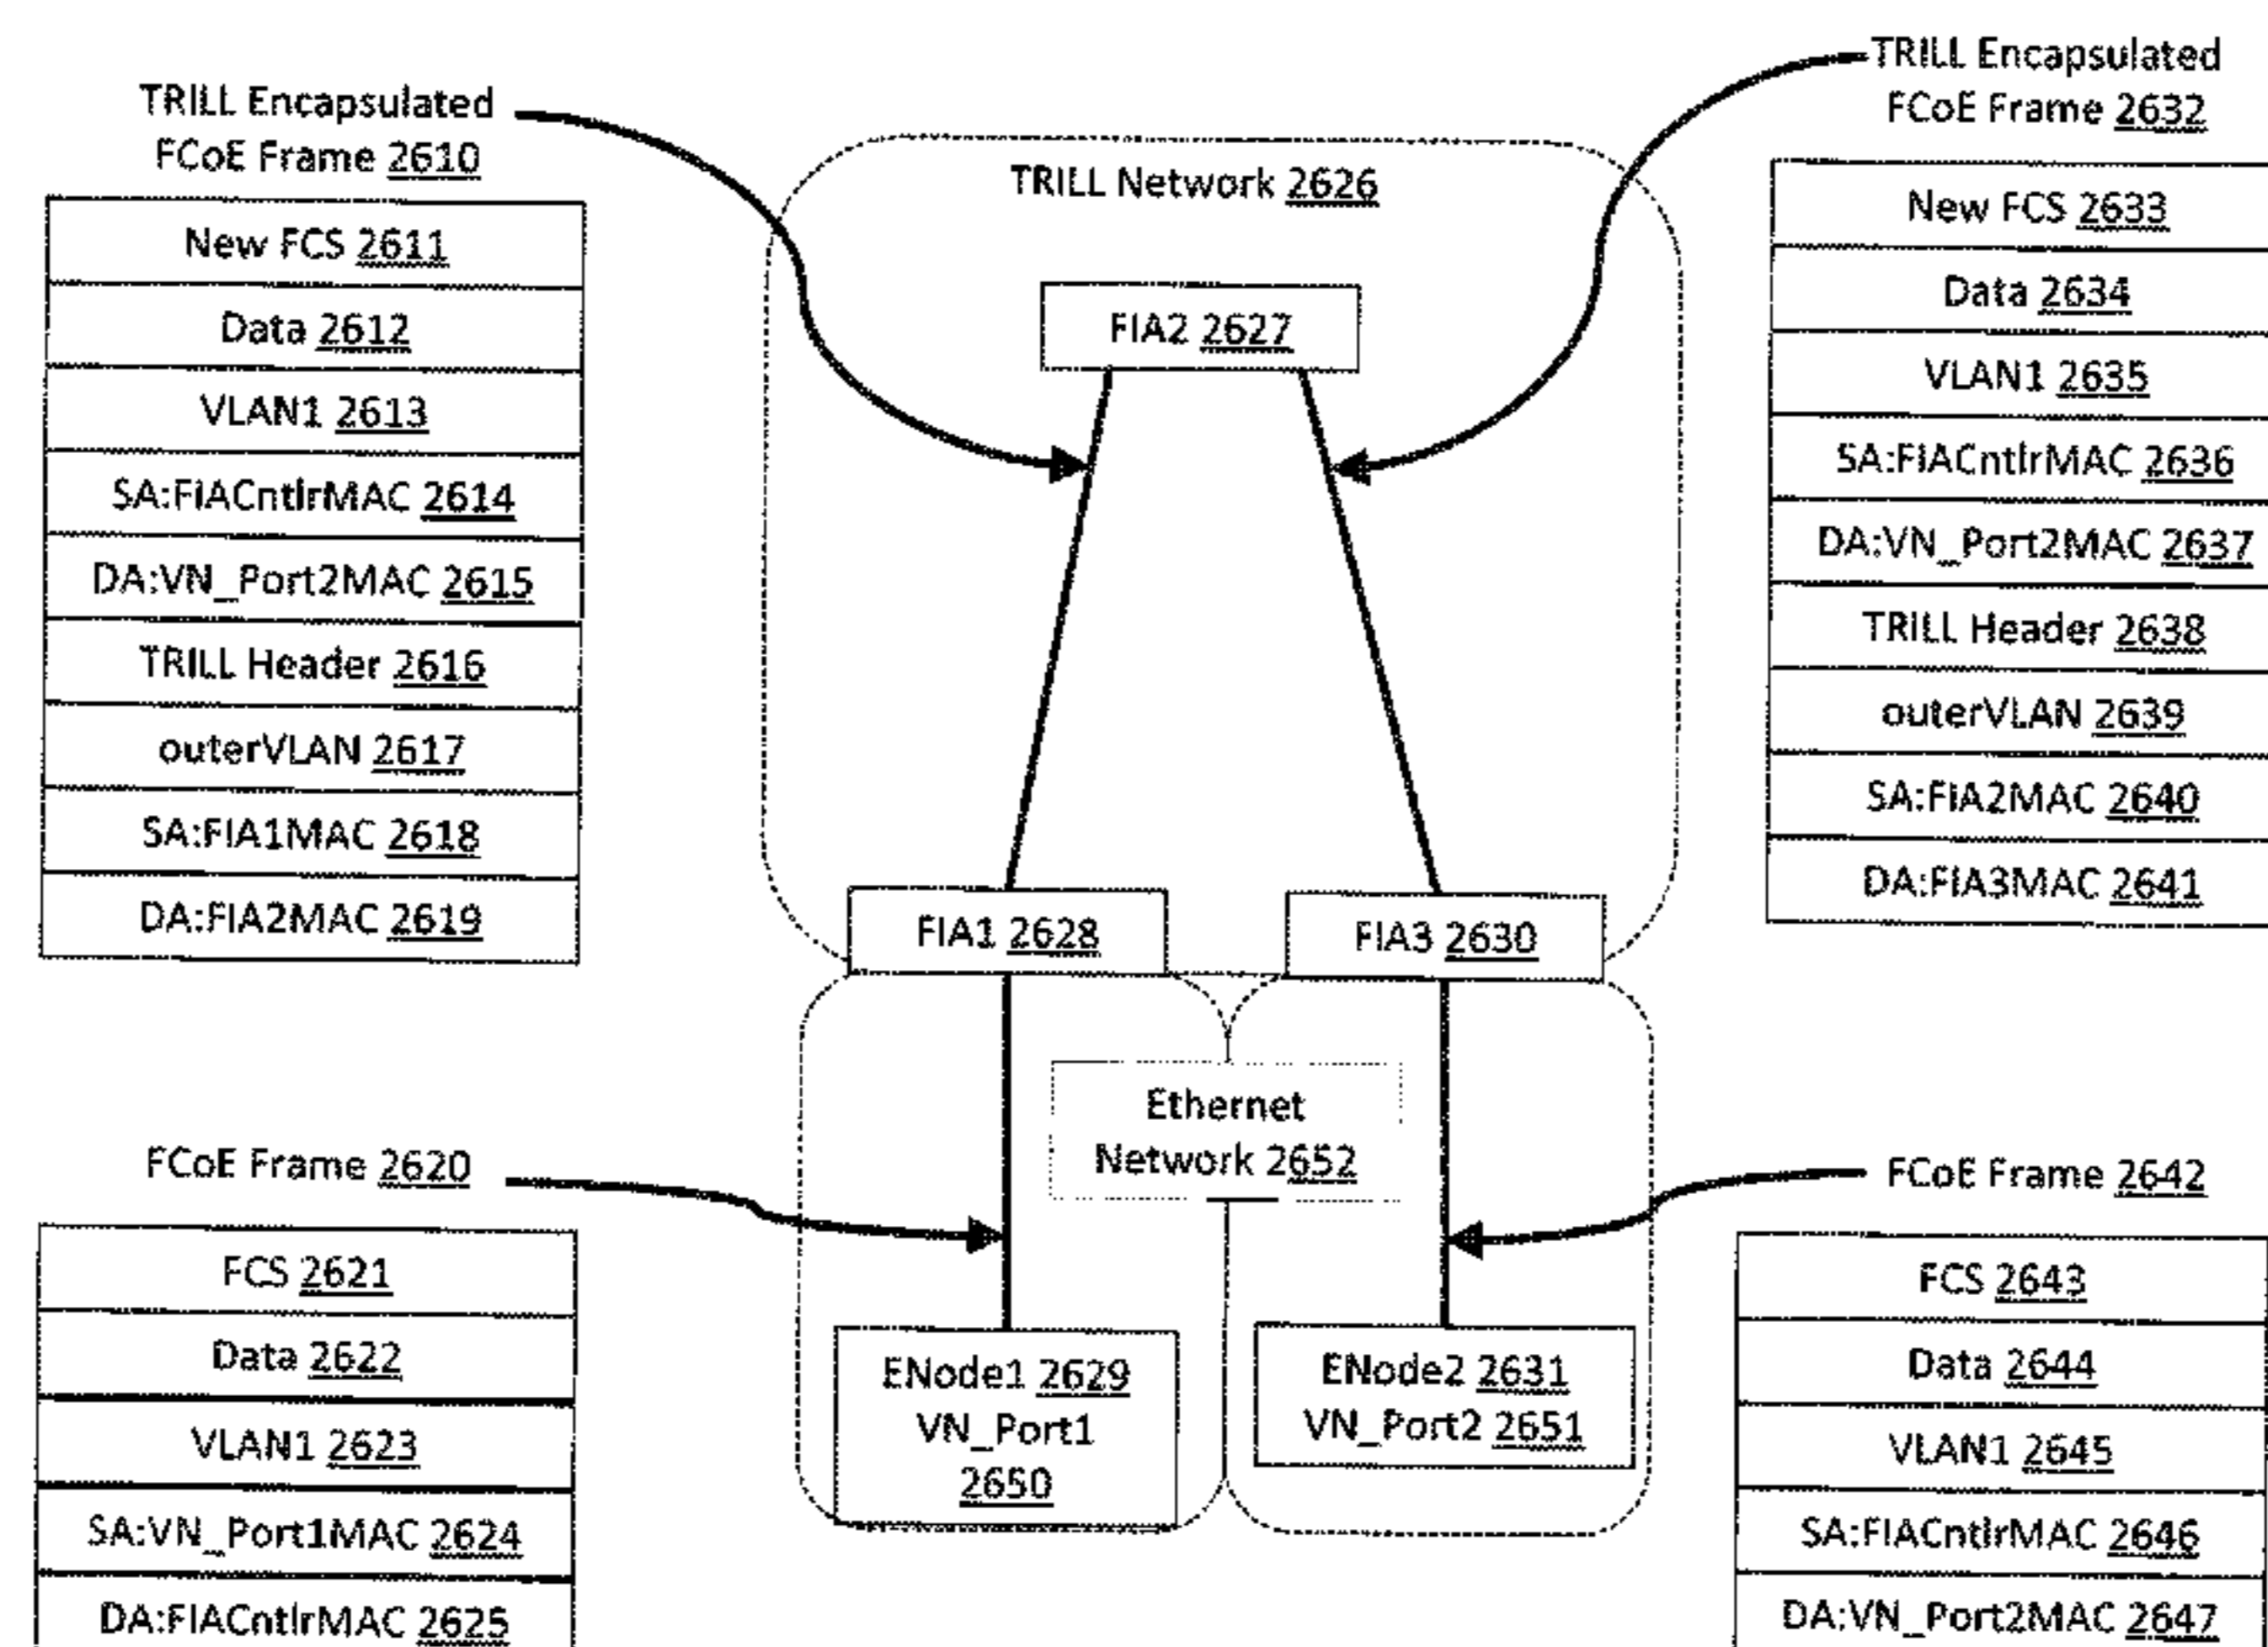 TRILL Encapsulated
FCoE Frame 2610
New FCS 2611
Data 2612
VLAN1 2613
SA:FIACntlrMAC 2614
DA:VN_Port2MAC 2615
TRILL Header 2616
outerVLAN 2617
SA:FIA1MAC 2618
DA:FIA2MAC 2619
FCoE Frame 2620
FCS 2621
Data 2622
VLAN1 2623
SA:VN_Port1MAC 2624
DA:FIACntlrMAC 2625
TRILL Network 2626
FIA2 2627
FIA1 2628
FIA3 2630
Ethernet
Network 2652
ENode1 2629
VN_Port1
2650
ENode2 2631
VN_Port2 2651
TRILL Encapsulated
FCoE Frame 2632
New FCS 2633
Data 2634
VLAN1 2635
SA:FIACntlrMAC 2636
DA:VN_Port2MAC 2637
TRILL Header 2638
outerVLAN 2639
SA:FIA2MAC 2640
DA:FIA3MAC 2641
FCoE Frame 2642
FCS 2643
Data 2644
VLAN1 2645
SA:FIACntlrMAC 2646
DA:VN_Port2MAC 2647